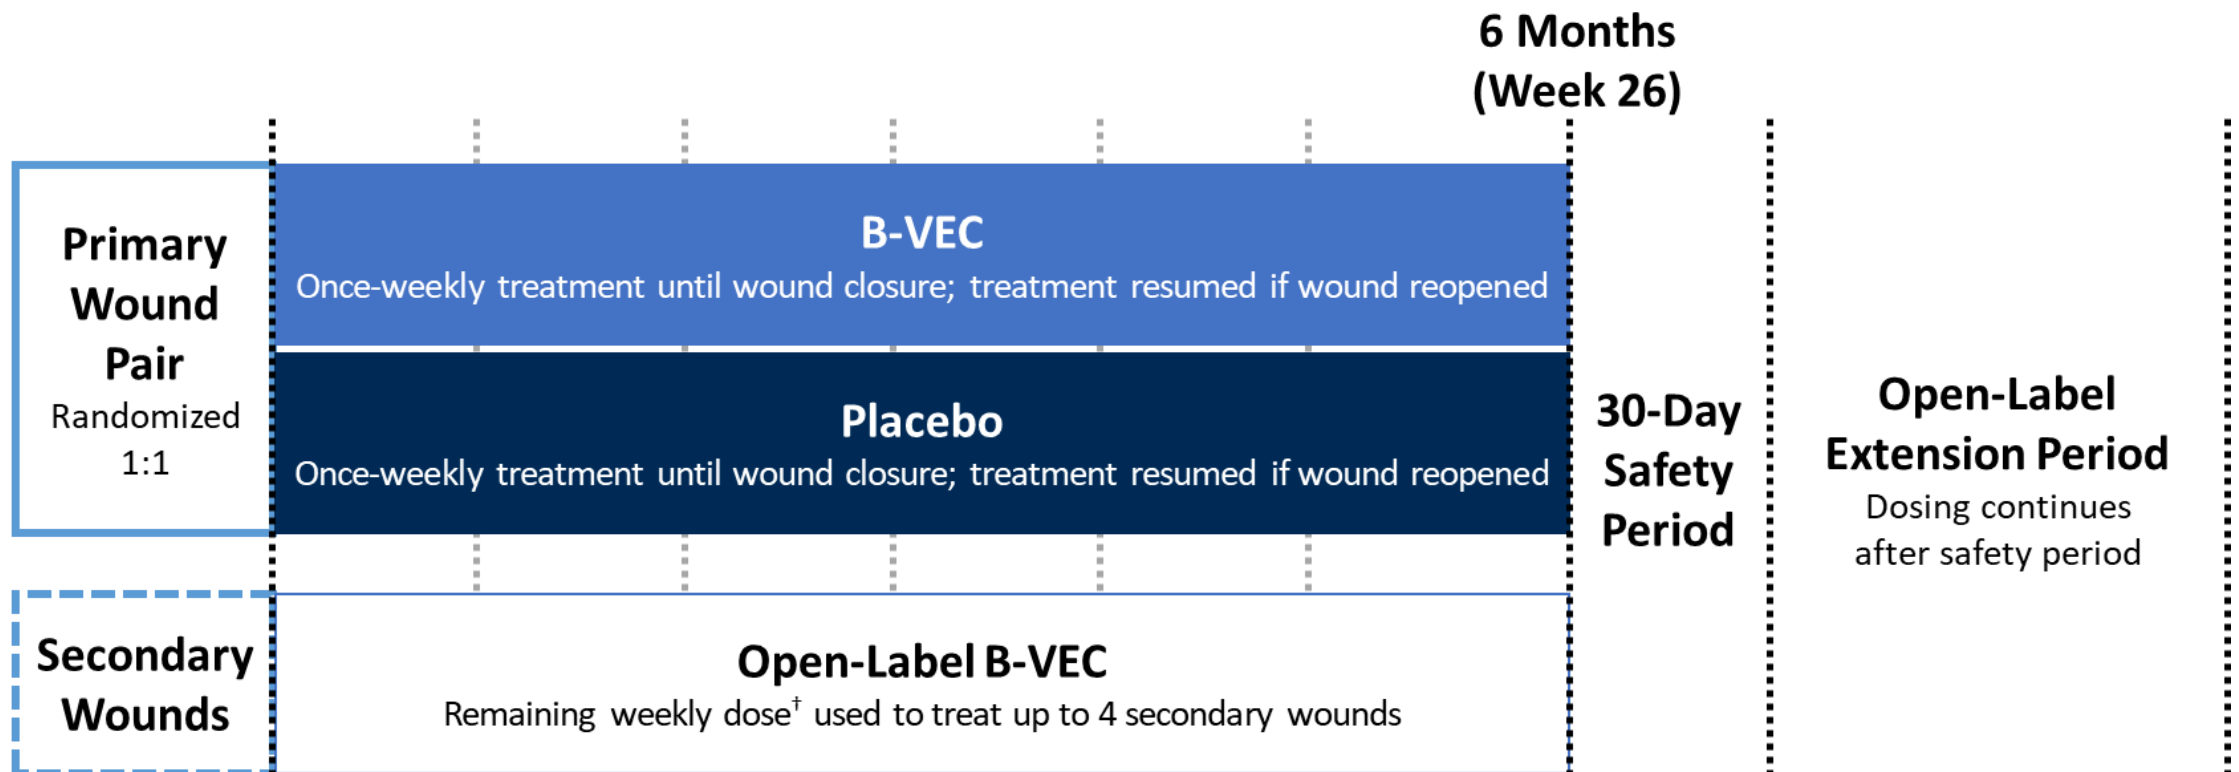 6 Months
(Week 26)
Primary
Wound
Pair
Randomized
1:1
B-VEC
Once-weekly treatment until wound closure; treatment resumed if wound reopened
Placebo
Once-weekly treatment until wound closure; treatment resumed if wound reopened
30-Day
Safety
Period
Open-Label
Extension Period
Dosing continues
after safety period
Secondary
Wounds
Open-Label B-VEC
Remaining weekly dose† used to treat up to 4 secondary wounds